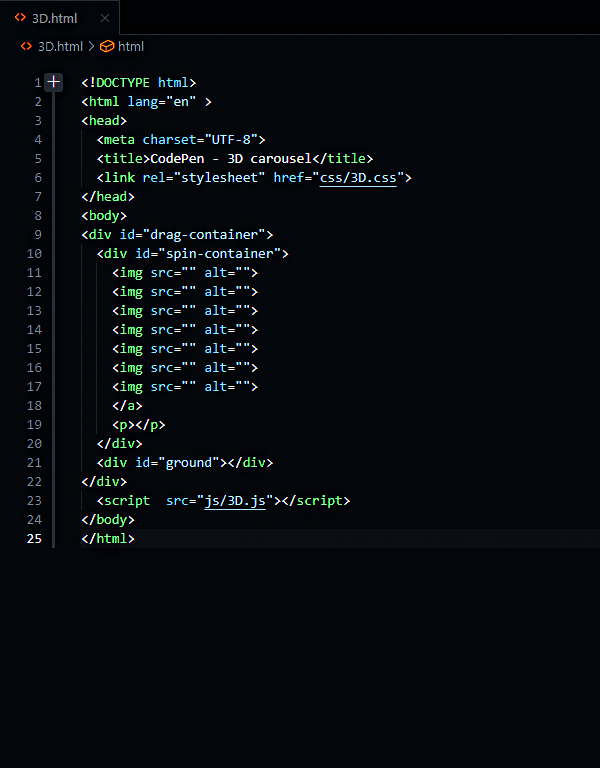 3D.html
3D.html > html
1 <!DOCTYPE html>
2 <html lang="en" >
3 <head>
4   <meta charset="UTF-8">
5   <title>CodePen - 3D carousel</title>
6   <link rel="stylesheet" href="css/3D.css">
7 </head>
8 <body>
9 <div id="drag-container">
10   <div id="spin-container">
11     <img src="" alt="">
12     <img src="" alt="">
13     <img src="" alt="">
14     <img src="" alt="">
15     <img src="" alt="">
16     <img src="" alt="">
17     <img src="" alt="">
18     </a>
19     <p></p>
20   </div>
21   <div id="ground"></div>
22 </div>
23   <script  src="js/3D.js"></script>
24 </body>
25 </html>